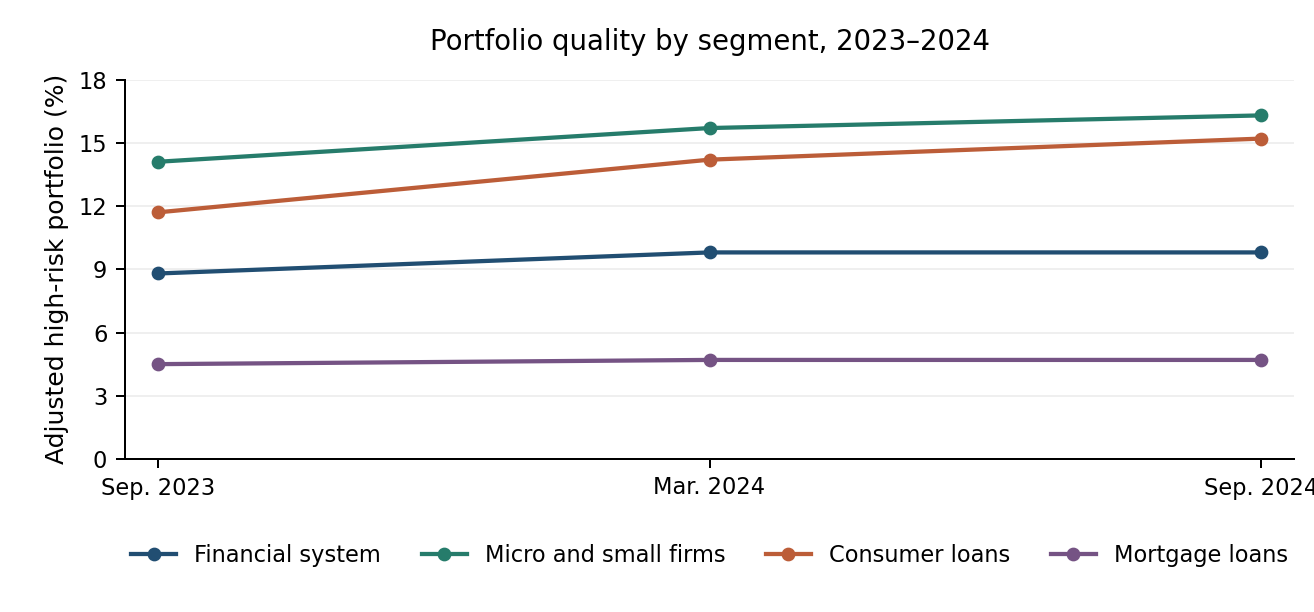 Portfolio quality by segment, 2023–2024
Adjusted high-risk portfolio (%)
18
15
12
9
6
3
0
Sep. 2023 Mar. 2024 Sep. 2024
Financial system Micro and small firms Consumer loans Mortgage loans